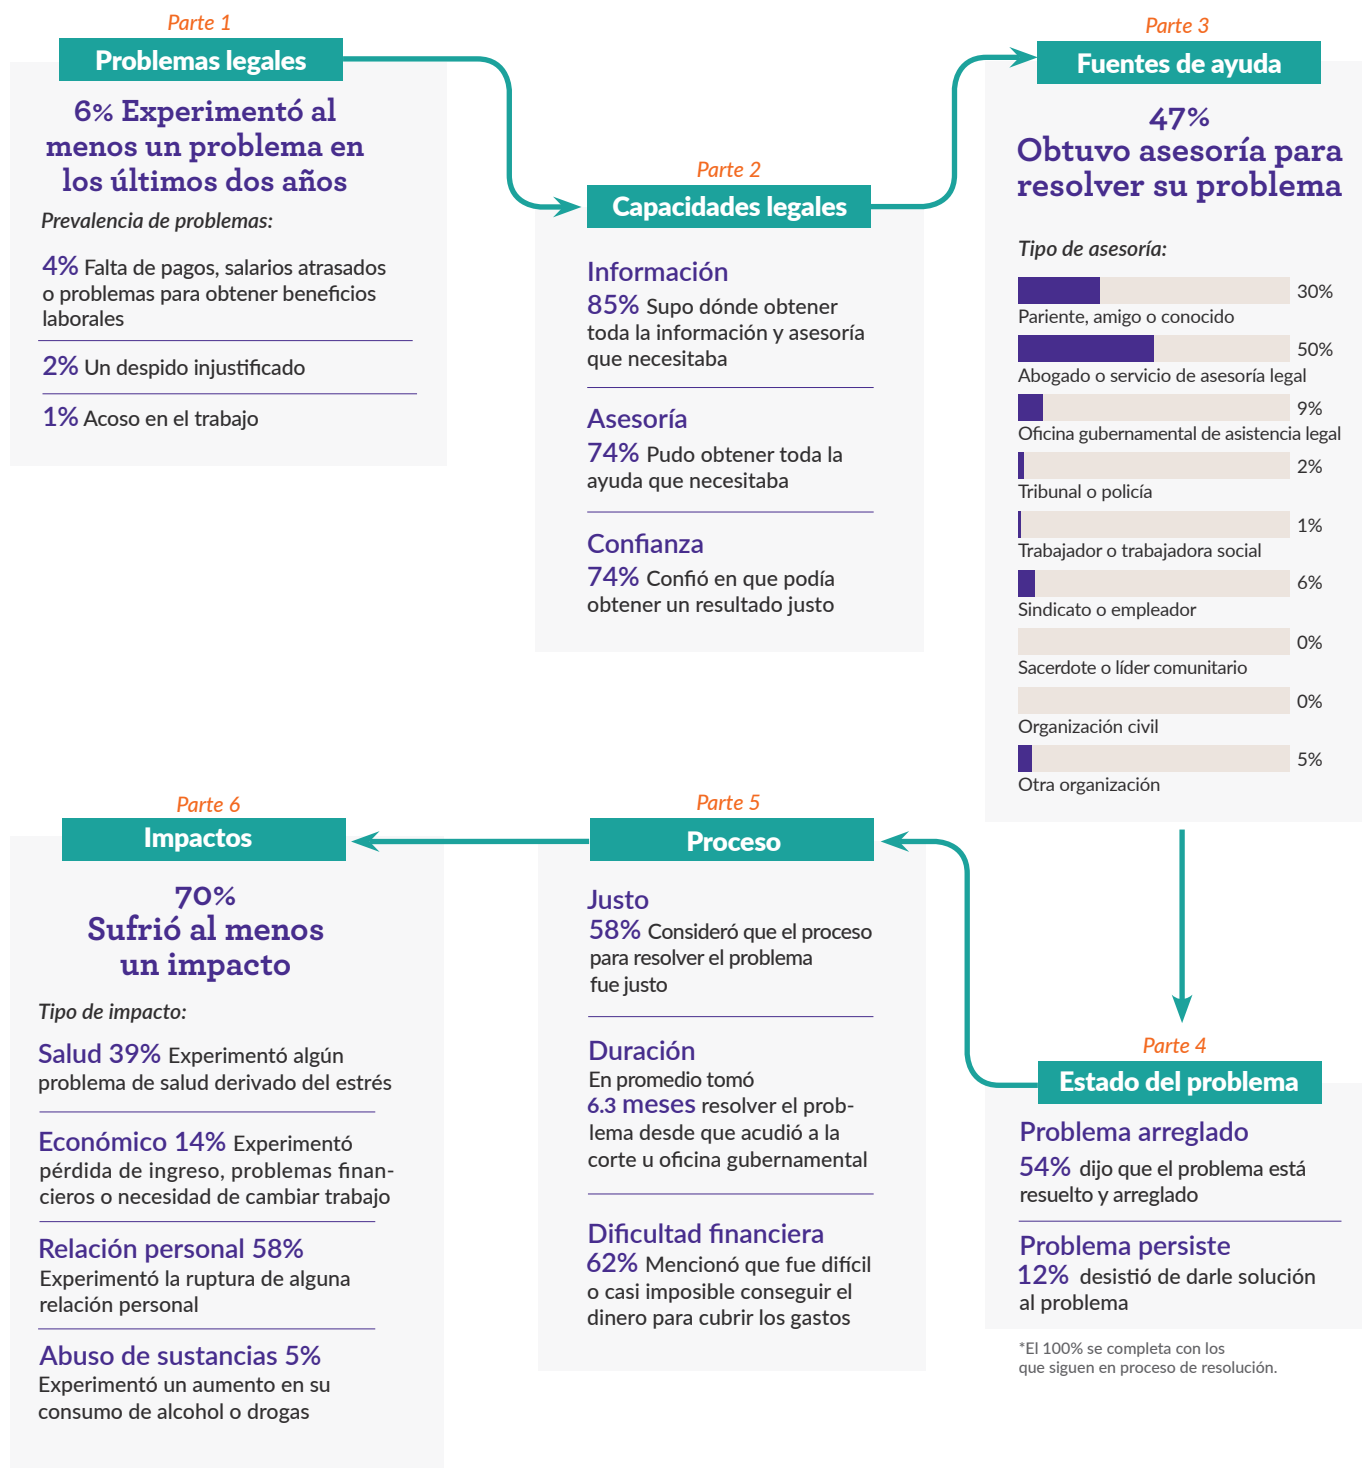 Parte 1
Problemas legales
6% Experimentó al
menos un problema en
los últimos dos años
Prevalencia de problemas:
4% Falta de pagos, salarios atrasados
o problemas para obtener beneficios
laborales
2% Un despido injustificado
1% Acoso en el trabajo
Parte 2
Capacidades legales
Información
85% Supo dónde obtener
toda la información y asesoría
que necesitaba
Asesoría
74% Pudo obtener toda la
ayuda que necesitaba
Confianza
74% Confió en que podía
obtener un resultado justo
Parte 3
Fuentes de ayuda
47%
Obtuvo asesoría para
resolver su problema
Tipo de asesoría:
30%
Pariente, amigo o conocido
50%
Abogado o servicio de asesoría legal
9%
Oficina gubernamental de asistencia legal
2%
Tribunal o policía
1%
Trabajador o trabajadora social
6%
Sindicato o empleador
0%
Sacerdote o líder comunitario
0%
Organización civil
5%
Otra organización
Parte 4
Estado del problema
Problema arreglado
54% dijo que el problema está
resuelto y arreglado
Problema persiste
12% desistió de darle solución
al problema
*El 100% se completa con los
que siguen en proceso de resolución.
Parte 5
Proceso
Justo
58% Consideró que el proceso
para resolver el problema
fue justo
Duración
En promedio tomó
6.3 meses resolver el prob-
lema desde que acudió a la
corte u oficina gubernamental
Dificultad financiera
62% Mencionó que fue difícil
o casi imposible conseguir el
dinero para cubrir los gastos
Parte 6
Impactos
70%
Sufrió al menos
un impacto
Tipo de impacto:
Salud 39% Experimentó algún
problema de salud derivado del estrés
Económico 14% Experimentó
pérdida de ingreso, problemas finan-
cieros o necesidad de cambiar trabajo
Relación personal 58%
Experimentó la ruptura de alguna
relación personal
Abuso de sustancias 5%
Experimentó un aumento en su
consumo de alcohol o drogas